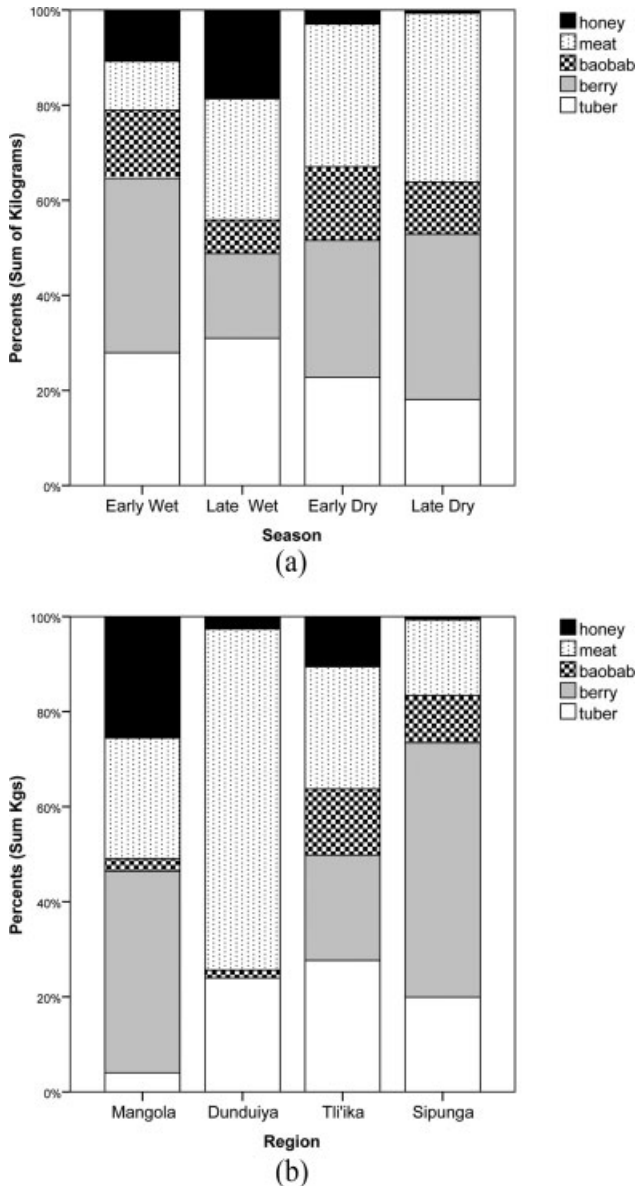 100%
80%
60%
40%
20%
0%
Percents (Sum of Kilograms)
Early Wet Late Wet Early Dry Late Dry
Season
honey
meat
baobab
berry
tuber
(a)
100%
80%
60%
40%
20%
0%
Percents (Sum Kgs)
Mangola Dunduiya Tli'ika Sipunga
Region
honey
meat
baobab
berry
tuber
(b)